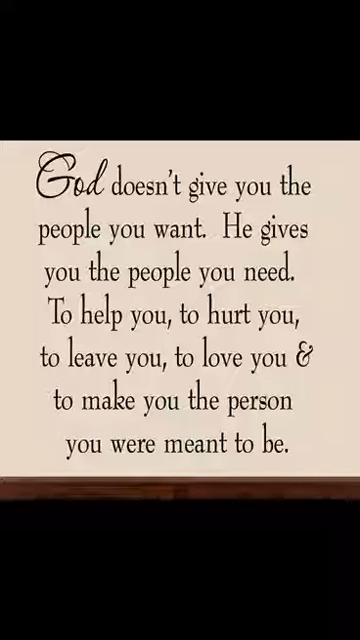 God doesn't give you the
people you want.  He gives
you the people you need.
To help you, to hurt you,
to leave you, to love you &
to make you the person
you were meant to be.